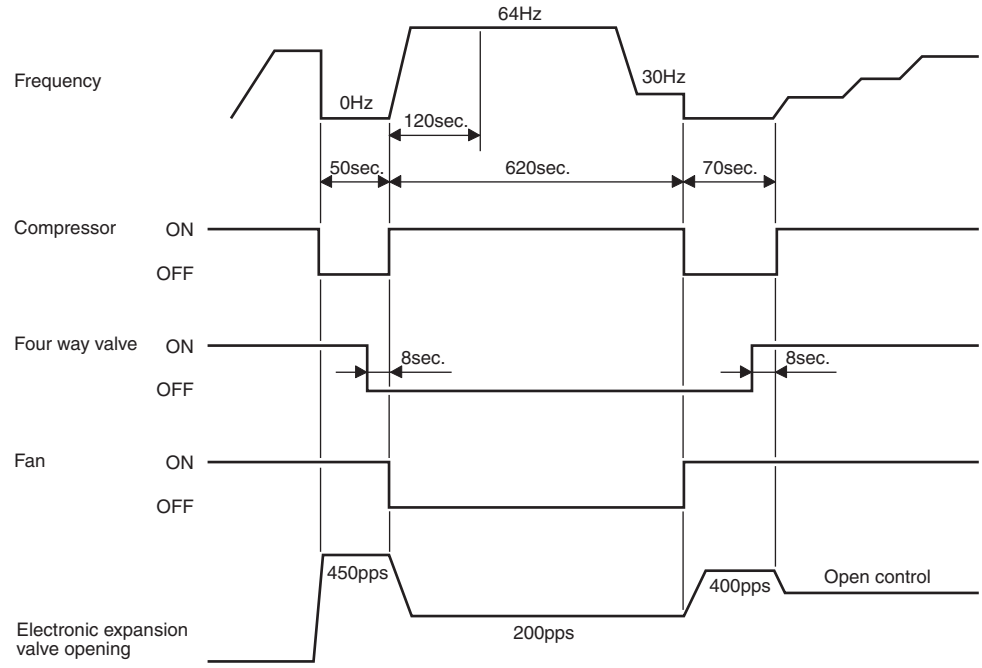 64Hz
Frequency
30Hz
0Hz
120sec.
50sec.
620sec.
70sec.
Compressor
ON
OFF
Four way valve
ON
8sec.
8sec.
OFF
Fan
ON
OFF
450pps
400pps
Open control
200pps
Electronic expansion
valve opening